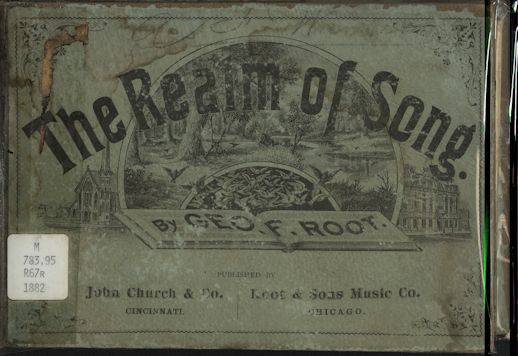 The Realm of Song.
By GEO. F. ROOT.
PUBLISHED BY
John Church & Co.
CINCINNATI.
Root & Sons Music Co.
CHICAGO.
M
783.95
R67r
1882